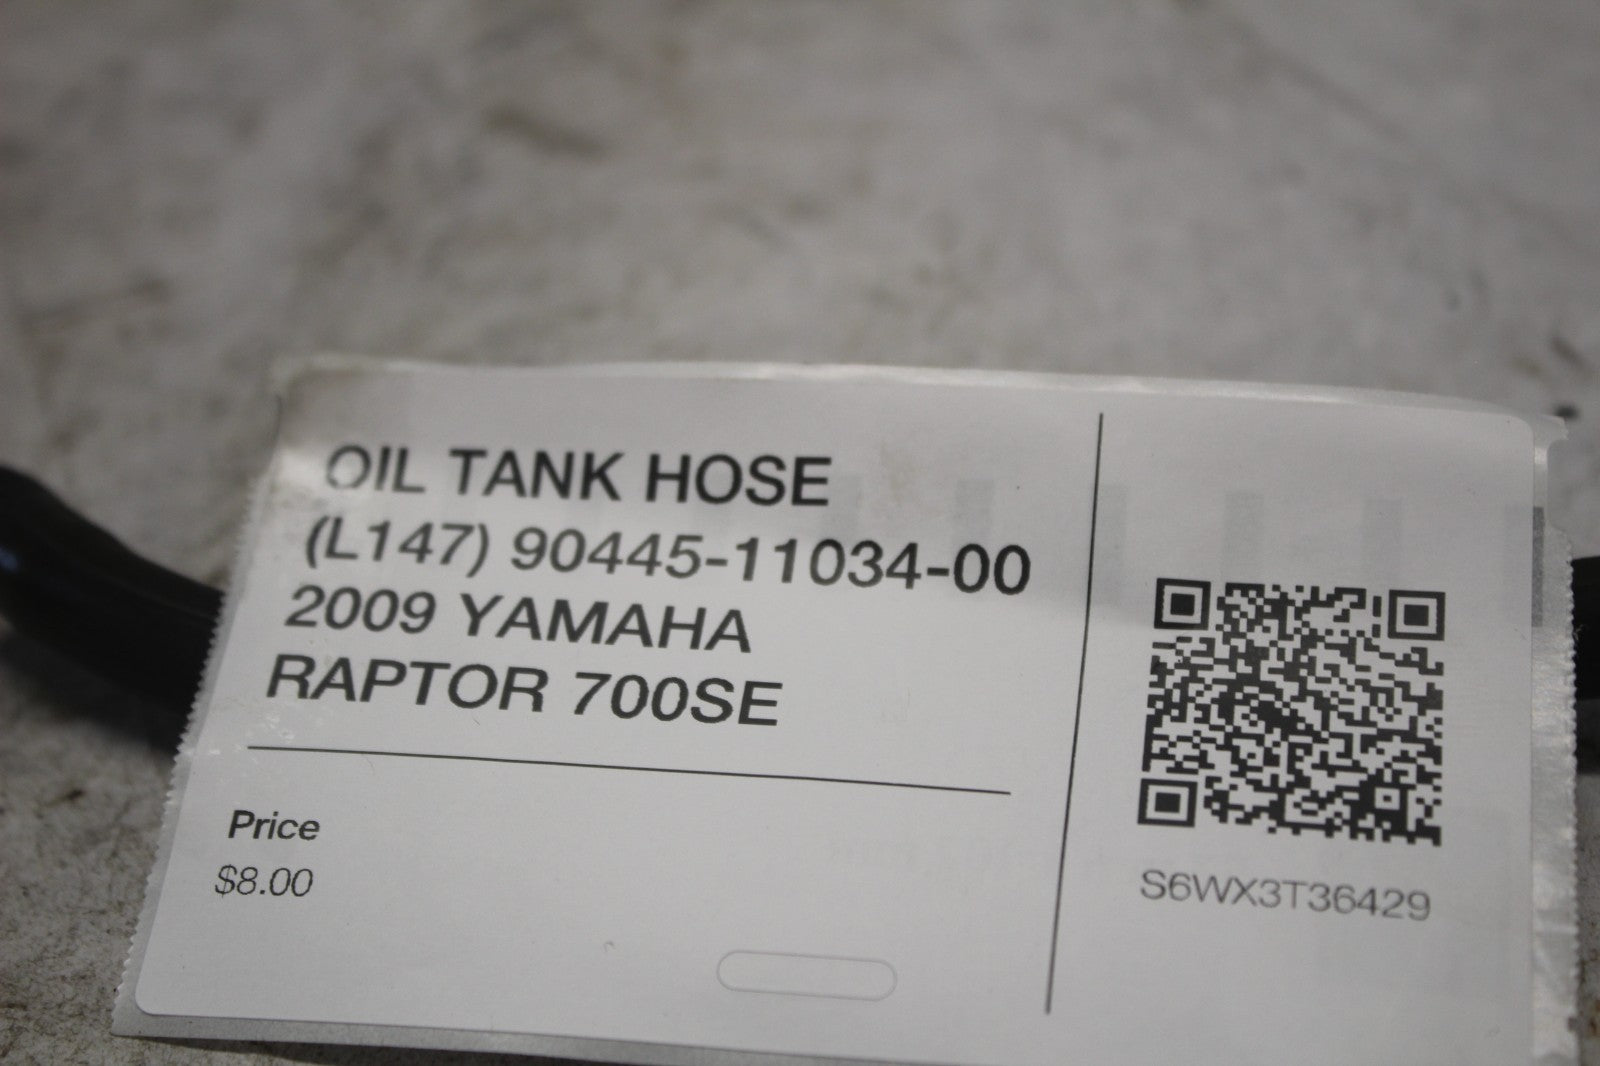 OIL TANK HOSE
(L147) 90445-11034-00
2009 YAMAHA
RAPTOR 700SE
Price
$8.00
S6WX3T36429